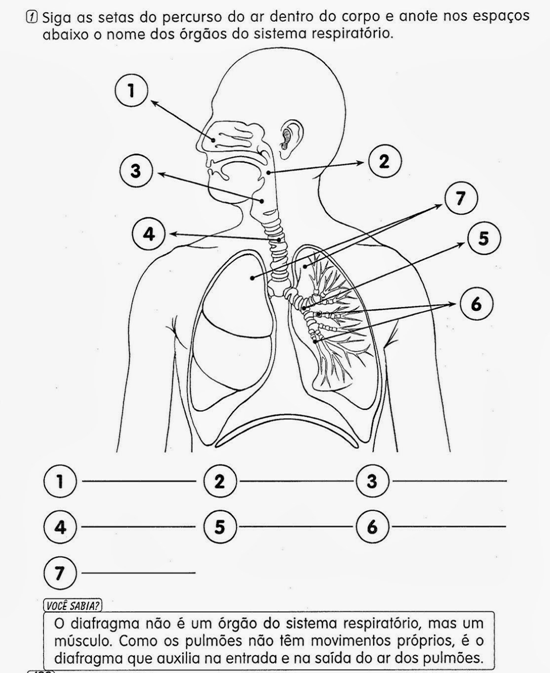 1 Siga as setas do percurso do ar dentro do corpo e anote nos espaços
abaixo o nome dos órgãos do sistema respiratório.
1
2
3
7
4
5
6
1 2 3
4 5 6
7
VOCÊ SABIA?
O diafragma não é um órgão do sistema respiratório, mas um
músculo. Como os pulmões não têm movimentos próprios, é o
diafragma que auxilia na entrada e na saída do ar dos pulmões.